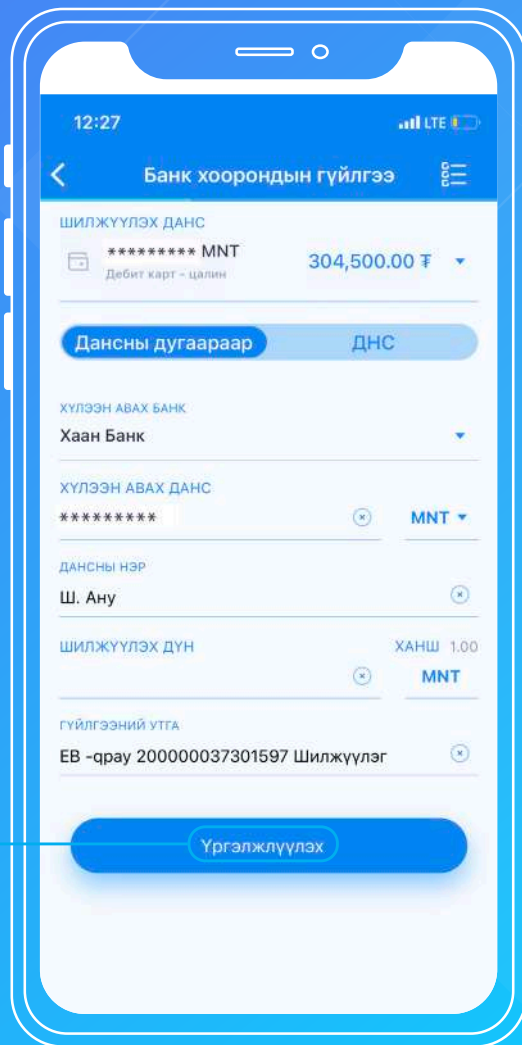 12:27
LTE
Банк хоорондын гүйлгээ
ШИЛЖҮҮЛЭХ ДАНС
********* MNT
304,500.00 ₮
Дебит карт - цалин
Дансны дугаараар
ДНС
ХҮЛЭЭН АВАХ БАНК
Хаан Банк
ХҮЛЭЭН АВАХ ДАНС
*********
MNT
ДАНСНЫ НЭР
Ш. Ану
ШИЛЖҮҮЛЭХ ДҮН
ХАНШ 1.00
MNT
ГҮЙЛГЭЭНИЙ УТГА
EB -qpay 200000037301597 Шилжүүлэг
Үргэлжлүүлэх